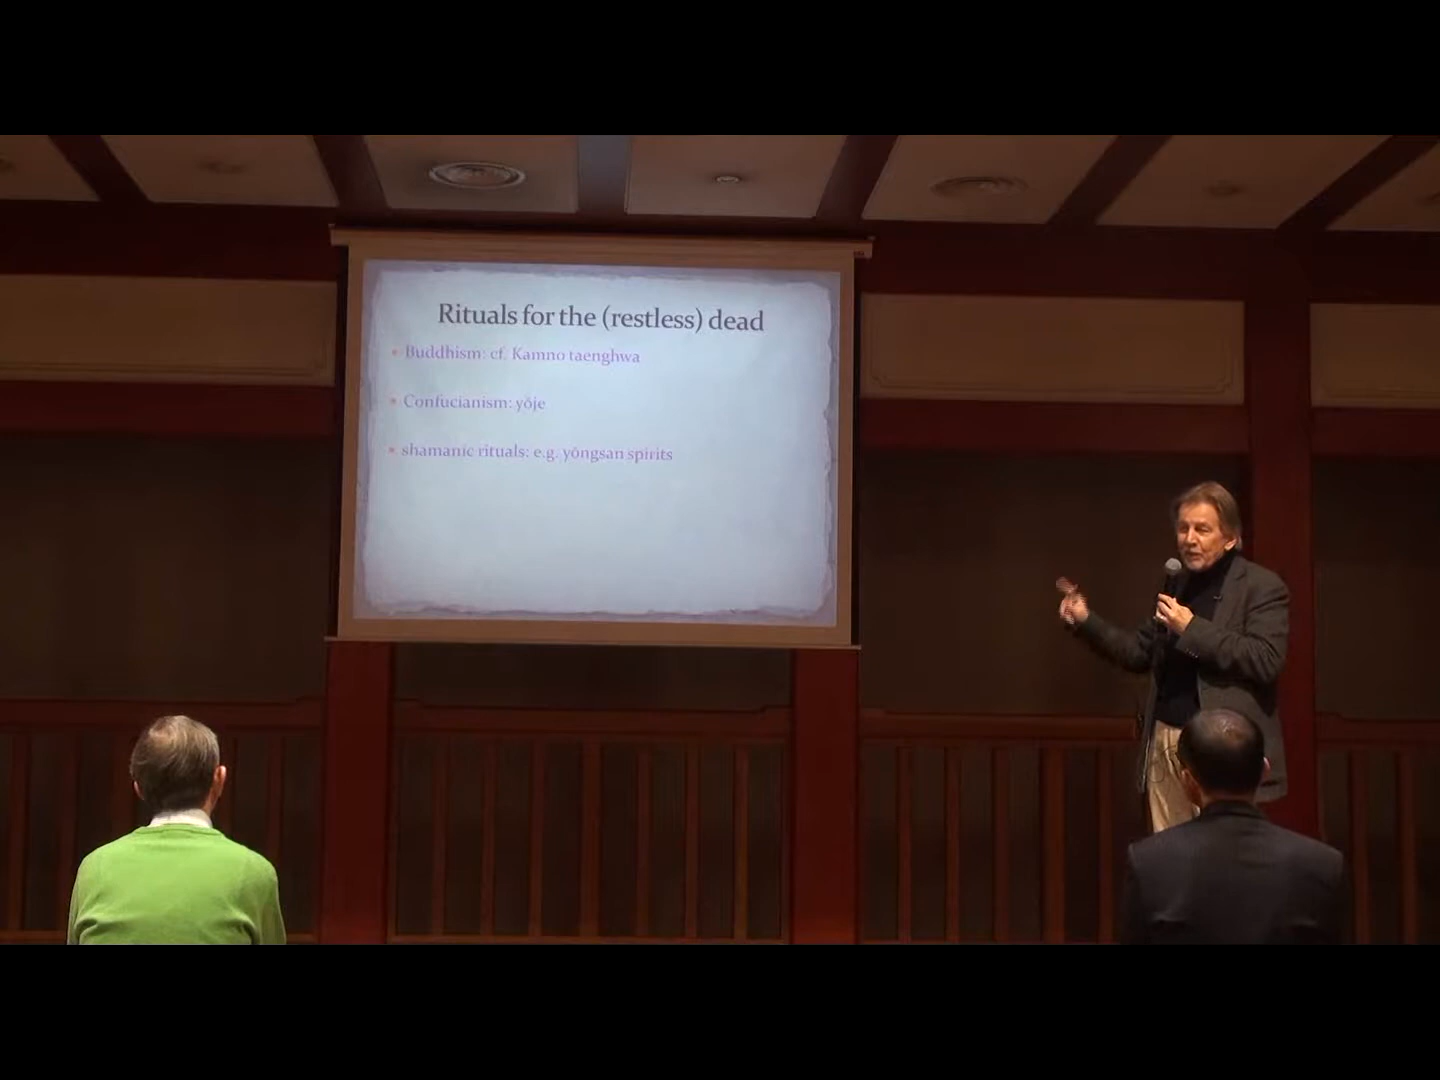 Rituals for the (restless) dead
• Buddhism: cf. Kamno taenghwa
• Confucianism: yŏje
• shamanic rituals: e.g. yŏngsan spirits